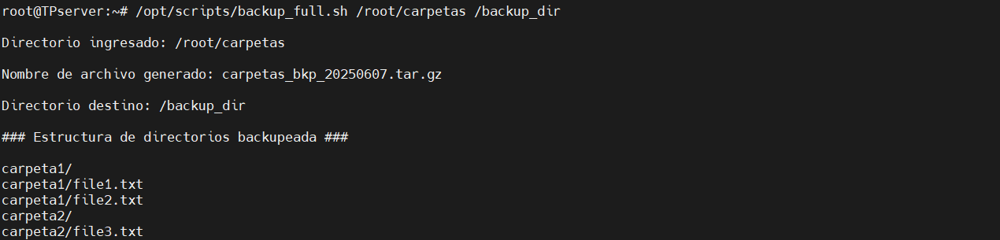 root@TPserver:~# /opt/scripts/backup_full.sh /root/carpetas /backup_dir
Directorio ingresado: /root/carpetas
Nombre de archivo generado: carpetas_bkp_20250607.tar.gz
Directorio destino: /backup_dir
### Estructura de directorios backupeada ###
carpeta1/
carpeta1/file1.txt
carpeta1/file2.txt
carpeta2/
carpeta2/file3.txt